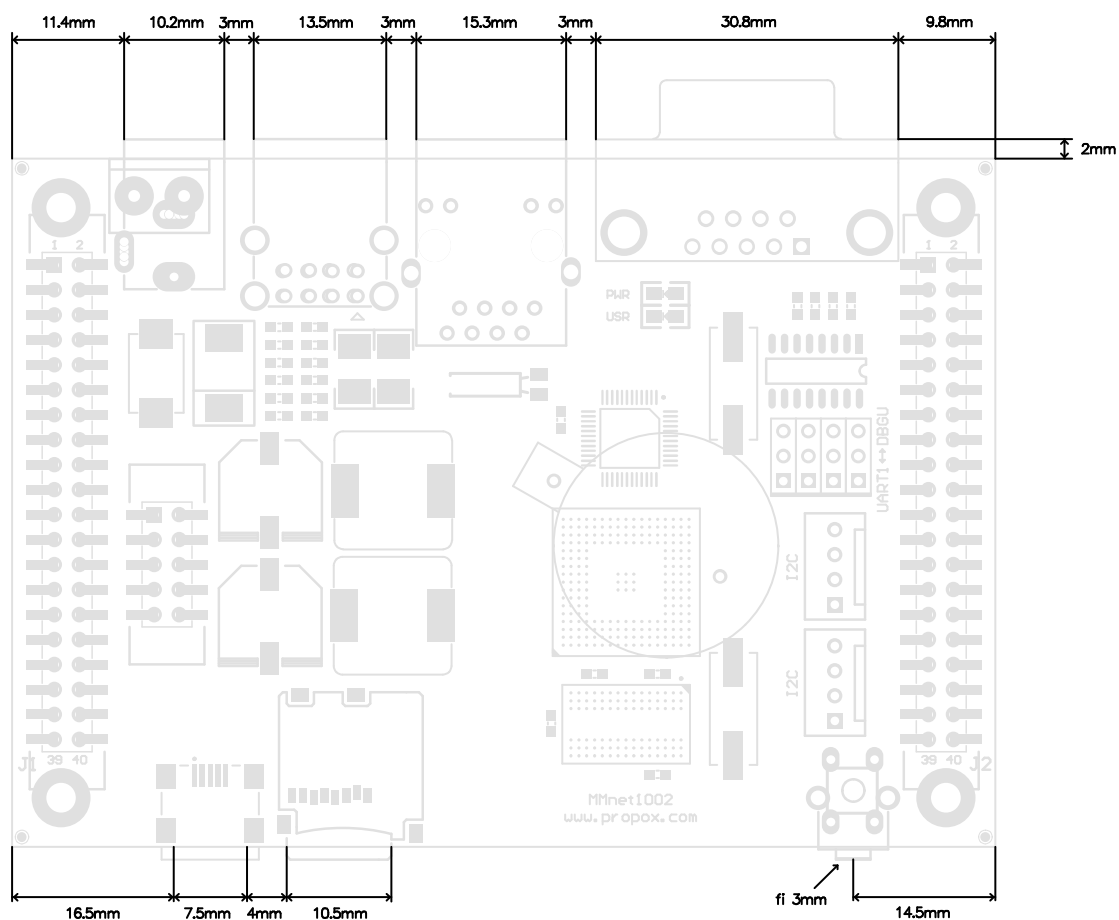 11.4mm 10.2mm 3mm 13.5mm 3mm 15.3mm 3mm 30.8mm 9.8mm
2mm
1 2
1 2
PWR
USR
UART1↔DBGU
I2C
I2C
J1
39 40
39 40
J2
MMnet1002
www.propox.com
fi 3mm
16.5mm 7.5mm 4mm 10.5mm
14.5mm